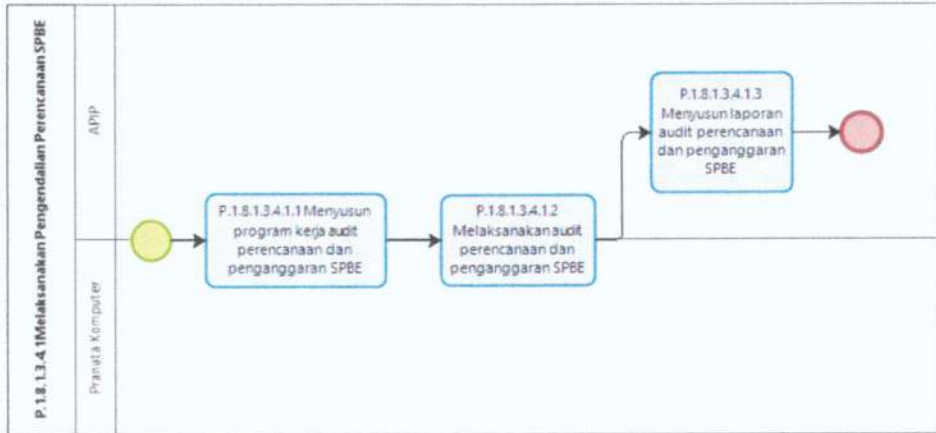 P.1.8.1.3.4.1Melaksanakan Pengendalian Perencanaan SPBE
APIP
Pranata Komputer
P.1.8.1.3.4.1.1 Menyusun
program kerja audit
perencanaan dan
penganggaran SPBE
P.1.8.1.3.4.1.2
Melaksanakan audit
perencanaan dan
penganggaran SPBE
P.1.8.1.3.4.1.3
Menyusun laporan
audit perencanaan
dan penganggaran
SPBE